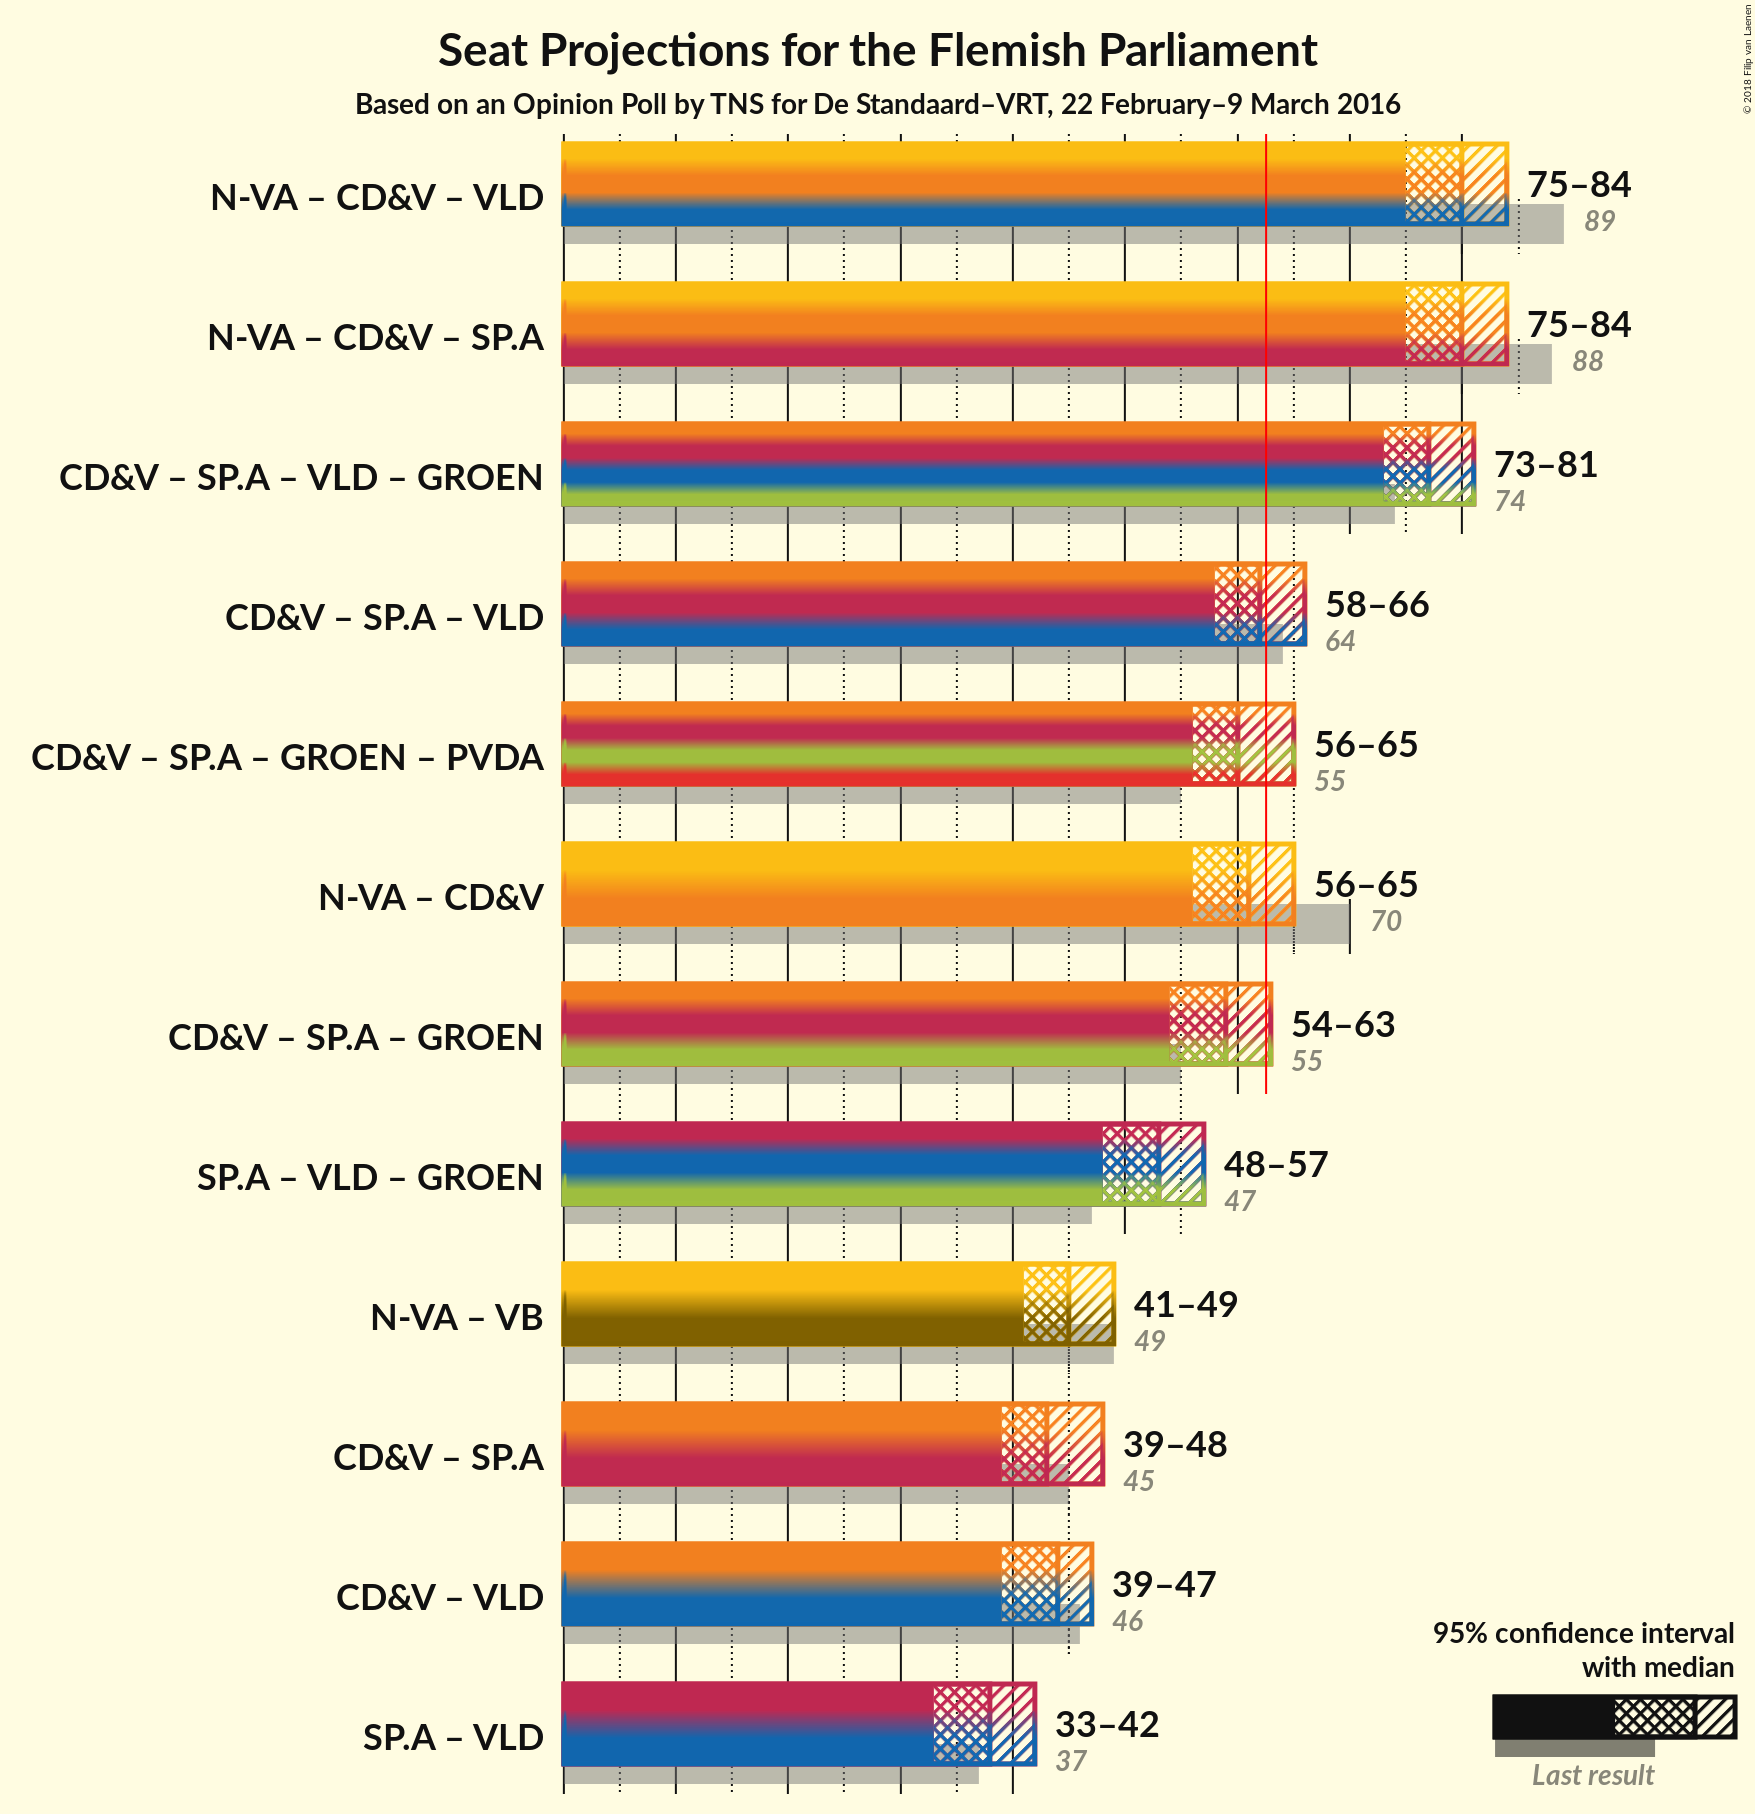 Seat Projections for the Flemish Parliament
Based on an Opinion Poll by TNS for De Standaard–VRT, 22 February–9 March 2016
© 2018 Filip van Laenen
N-VA – CD&V – VLD
75–84
89
N-VA – CD&V – SP.A
75–84
88
CD&V – SP.A – VLD – GROEN
73–81
74
CD&V – SP.A – VLD
58–66
64
CD&V – SP.A – GROEN – PVDA
56–65
55
N-VA – CD&V
56–65
70
CD&V – SP.A – GROEN
54–63
55
SP.A – VLD – GROEN
48–57
47
N-VA – VB
41–49
49
CD&V – SP.A
39–48
45
CD&V – VLD
39–47
46
SP.A – VLD
33–42
37
95% confidence interval
with median
Last result